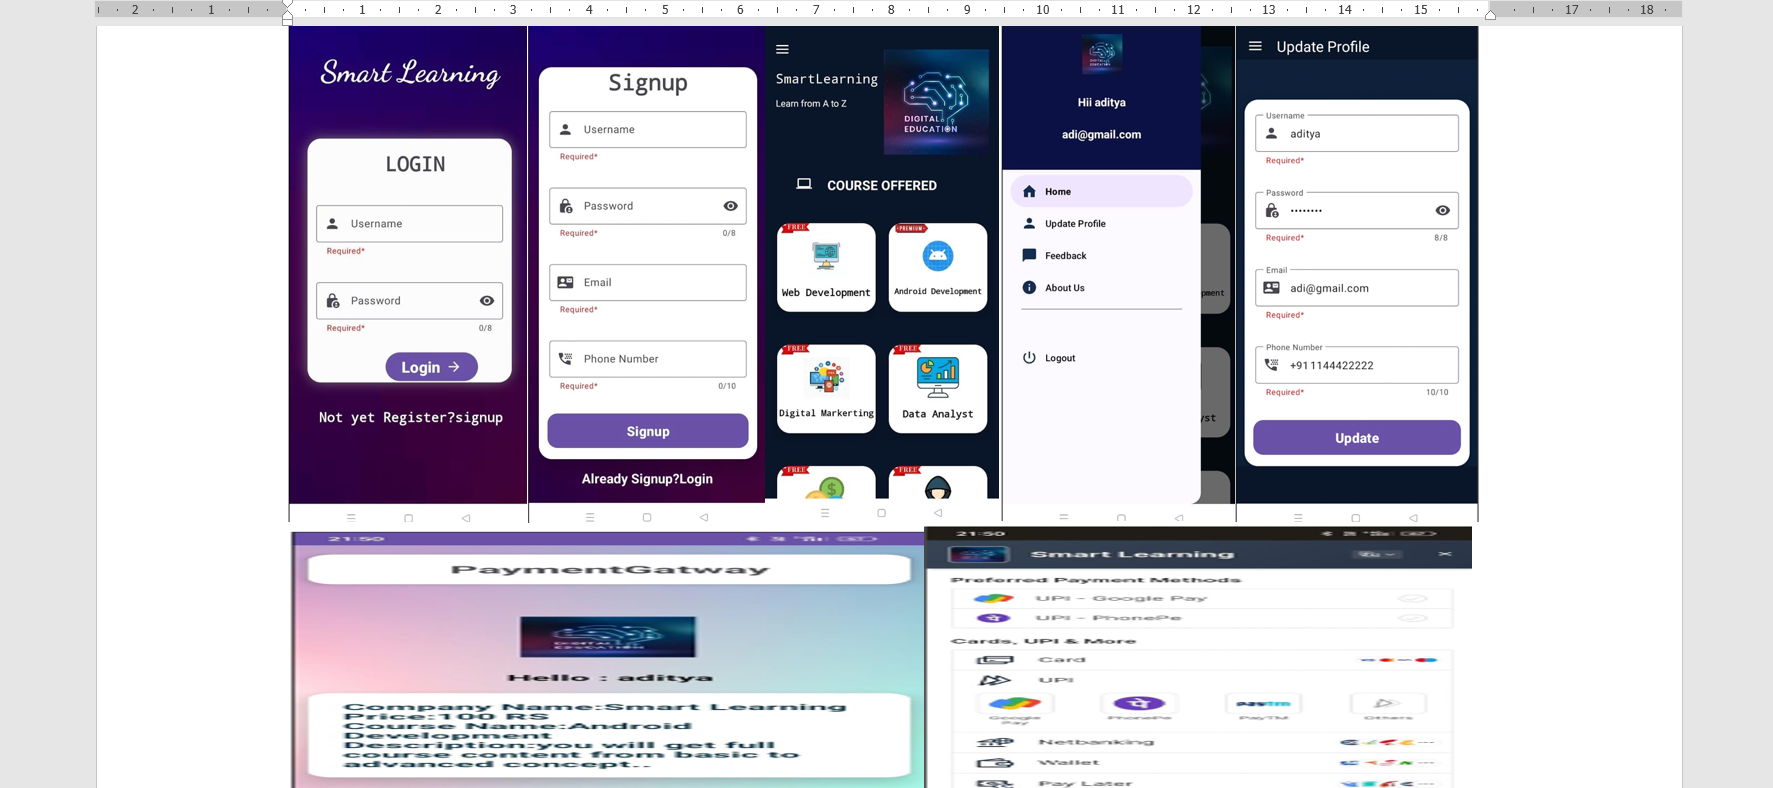 2 1 1 2 3 4 5 6 7 8 9 10 11 12 13 14 15 17 18
Smart Learning
LOGIN
Username
Required*
Password
Required*
0/8
Login
Not yet Register?signup
Signup
Username
Required*
Password
Required*
0/8
Email
Required*
Phone Number
Required*
0/10
Signup
Already Signup?Login
SmartLearning
Learn from A to Z
DIGITAL
EDUCATION
COURSE OFFERED
FREE
Web Development
PREMIUM
Android Development
FREE
Digital Markerting
FREE
Data Analyst
FREE
FREE
Hii aditya
adi@gmail.com
Home
Update Profile
Feedback
About Us
Logout
pment
yst
Update Profile
Username
aditya
Required*
Password
••••••••
Required*
8/8
Email
adi@gmail.com
Required*
Phone Number
+911144422222
Required*
10/10
Update
21:50
PaymentGatway
DIGITAL
EDUCATION
Hello : aditya
Company Name:Smart Learning
Price:100 RS
Course Name:Android
Development
Description:you will get full
course content from basic to
advanced concept..
21:50
Smart Learning
Preferred Payment Methods
UPI - Google Pay
UPI - PhonePe
Cards, UPI & More
Card
UPI
Google
Pay
PhonePe
PayTM
Others
Netbanking
Wallet
Pay Later